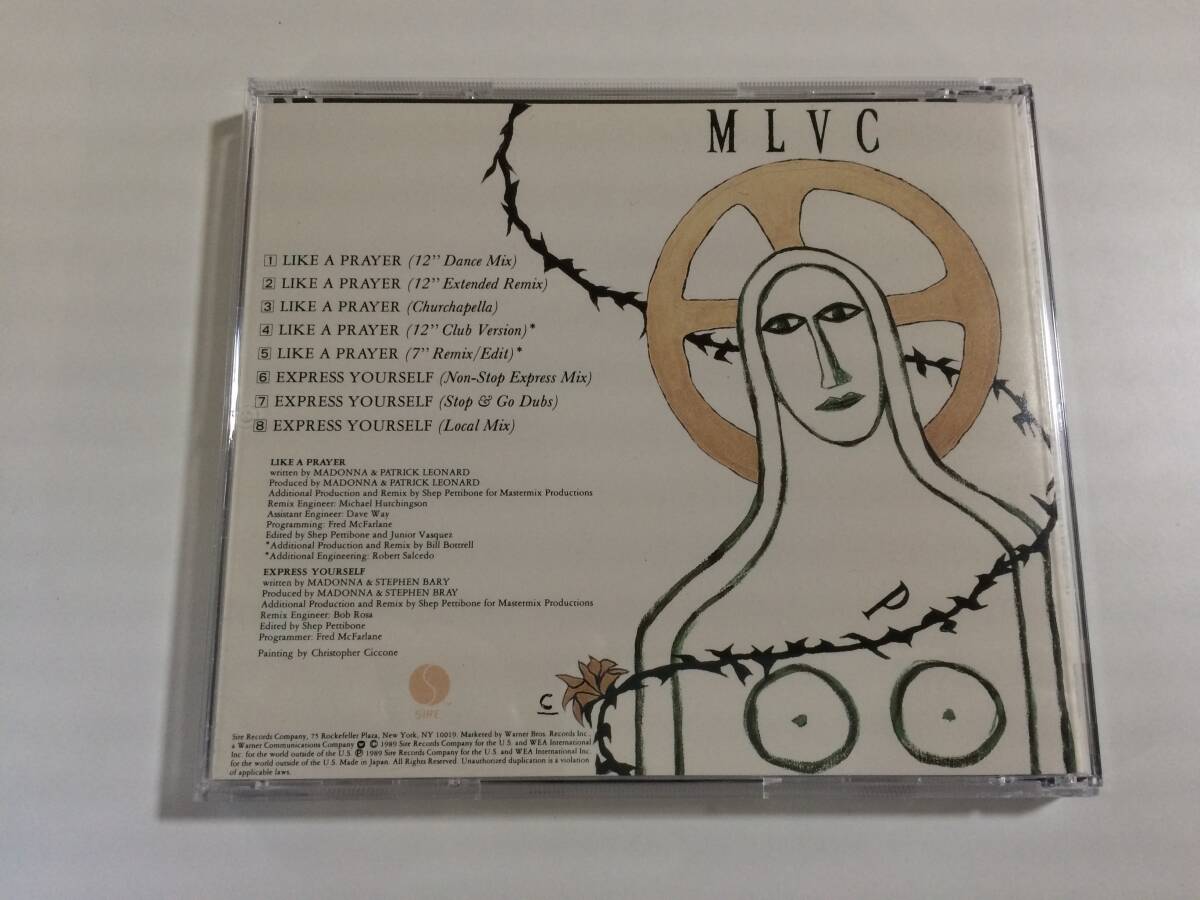 M L V C
1 LIKE A PRAYER (12'' Dance Mix)
2 LIKE A PRAYER (12'' Extended Remix)
3 LIKE A PRAYER (Churchapella)
4 LIKE A PRAYER (12'' Club Version)*
5 LIKE A PRAYER (7'' Remix/Edit)*
6 EXPRESS YOURSELF (Non-Stop Express Mix)
7 EXPRESS YOURSELF (Stop & Go Dubs)
8 EXPRESS YOURSELF (Local Mix)
LIKE A PRAYER
written by MADONNA & PATRICK LEONARD
Produced by MADONNA & PATRICK LEONARD
Additional Production and Remix by Shep Pettibone for Mastermix Productions
Remix Engineer: Michael Hutchingson
Assistant Engineer: Dave Way
Programming: Fred McFarlane
Edited by Shep Pettibone and Junior Vasquez
*Additional Production and Remix by Bill Bottrell
*Additional Engineering: Robert Salcedo
EXPRESS YOURSELF
written by MADONNA & STEPHEN BARY
Produced by MADONNA & STEPHEN BRAY
Additional Production and Remix by Shep Pettibone for Mastermix Productions
Remix Engineer: Bob Rosa
Edited by Shep Pettibone
Programmer: Fred McFarlane
Painting by Christopher Ciccone
P.
S
SIRE
C
Sire Records Company, 75 Rockefeller Plaza, New York, NY 10019. Marketed by Warner Bros. Records Inc.,
a Warner Communications Company © 1989 Sire Records Company for the U.S. and WEA International
Inc. for the world outside of the U.S. ℗ 1989 Sire Records Company for the U.S. and WEA International Inc.
for the world outside of the U.S. Made in Japan. All Rights Reserved. Unauthorized duplication is a violation
of applicable laws.